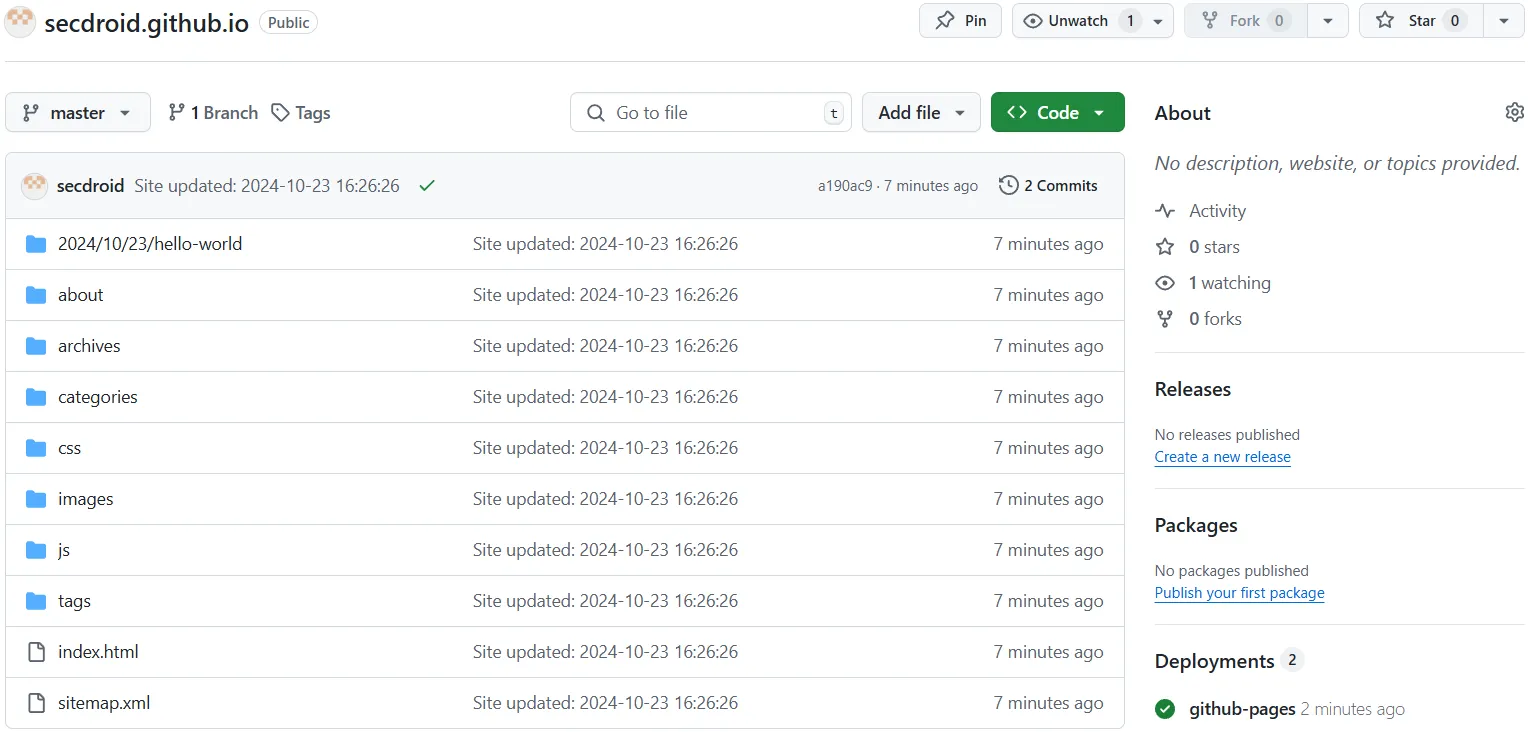 secdroid.github.io Public Pin Unwatch 1 Fork 0 Star 0
master 1 Branch Tags Go to file t Add file Code
secdroid Site updated: 2024-10-23 16:26:26 a190ac9 · 7 minutes ago 2 Commits
2024/10/23/hello-world Site updated: 2024-10-23 16:26:26 7 minutes ago
about Site updated: 2024-10-23 16:26:26 7 minutes ago
archives Site updated: 2024-10-23 16:26:26 7 minutes ago
categories Site updated: 2024-10-23 16:26:26 7 minutes ago
css Site updated: 2024-10-23 16:26:26 7 minutes ago
images Site updated: 2024-10-23 16:26:26 7 minutes ago
js Site updated: 2024-10-23 16:26:26 7 minutes ago
tags Site updated: 2024-10-23 16:26:26 7 minutes ago
index.html Site updated: 2024-10-23 16:26:26 7 minutes ago
sitemap.xml Site updated: 2024-10-23 16:26:26 7 minutes ago
About
No description, website, or topics provided.
Activity
0 stars
1 watching
0 forks
Releases
No releases published
Create a new release
Packages
No packages published
Publish your first package
Deployments 2
github-pages 2 minutes ago